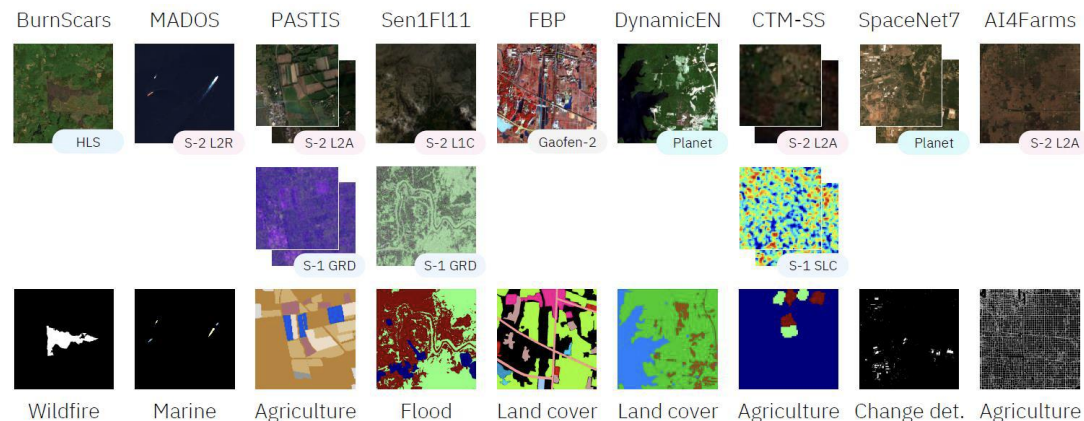 BurnScars MADOS PASTIS Sen1Fl11 FBP DynamicEN CTM-SS SpaceNet7 AI4Farms
HLS S-2 L2R S-2 L2A S-2 L1C Gaofen-2 Planet S-2 L2A Planet S-2 L2A
S-1 GRD S-1 GRD S-1 SLC
Wildfire Marine Agriculture Flood Land cover Land cover Agriculture Change det. Agriculture